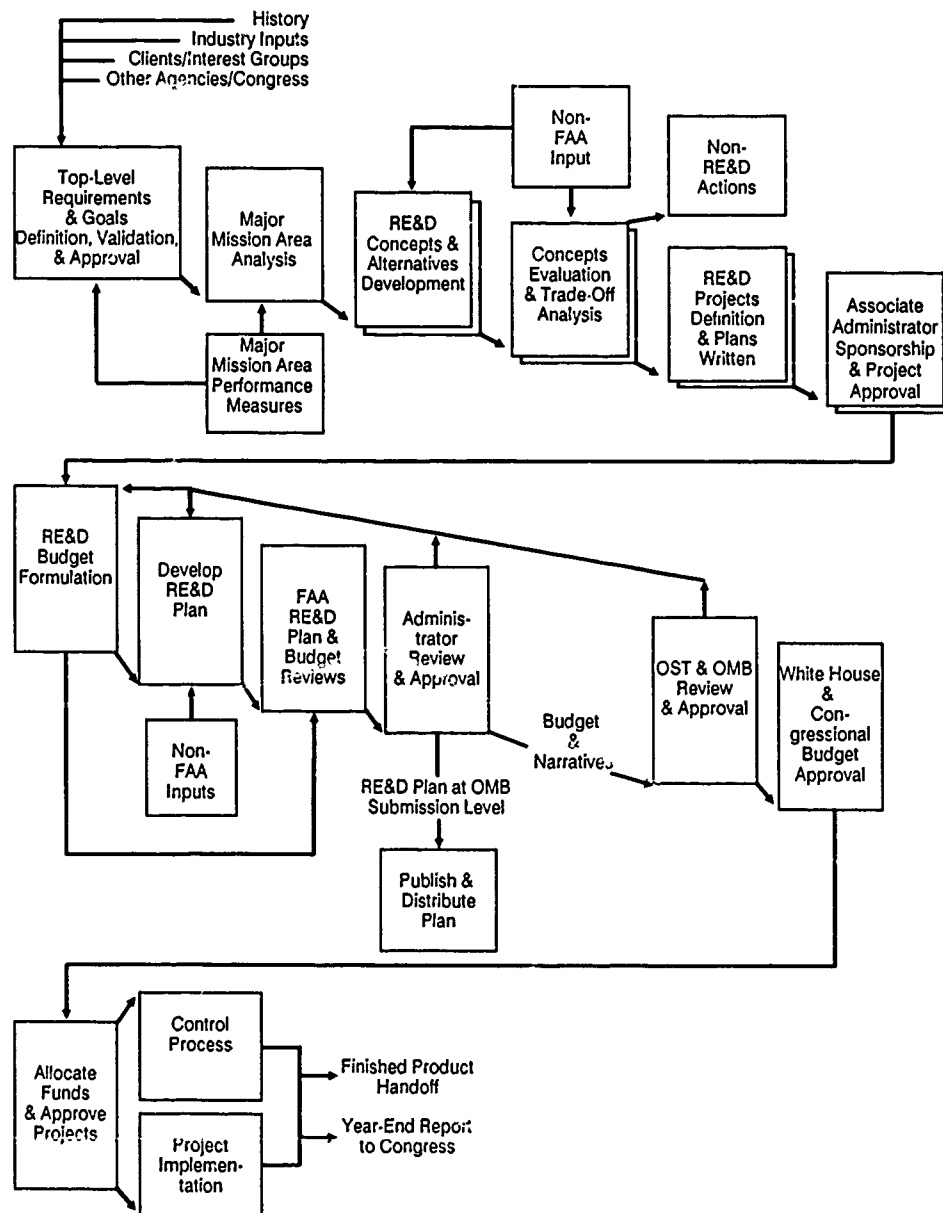 History
Industry Inputs
Clients/Interest Groups
Other Agencies/Congress
Top-Level
Requirements
& Goals
Definition, Validation,
& Approval
Major
Mission Area
Analysis
Major
Mission Area
Performance
Measures
RE&D
Concepts &
Alternatives
Development
Non-
FAA
Input
Concepts
Evaluation
& Trade-Off
Analysis
Non-
RE&D
Actions
RE&D
Projects
Definition
& Plans
Written
Associate
Administrator
Sponsorship
& Project
Approval
RE&D
Budget
Formulation
Develop
RE&D
Plan
Non-
FAA
Inputs
FAA
RE&D
Plan &
Budget
Reviews
Adminis-
trator
Review
& Approval
RE&D Plan at OMB
Submission Level
Publish &
Distribute
Plan
Budget
&
Narratives
OST & OMB
Review
& Approval
White House
&
Con-
gressional
Budget
Approval
Allocate
Funds
& Approve
Projects
Control
Process
Project
Implemen-
tation
Finished Product
Handoff
Year-End Report
to Congress